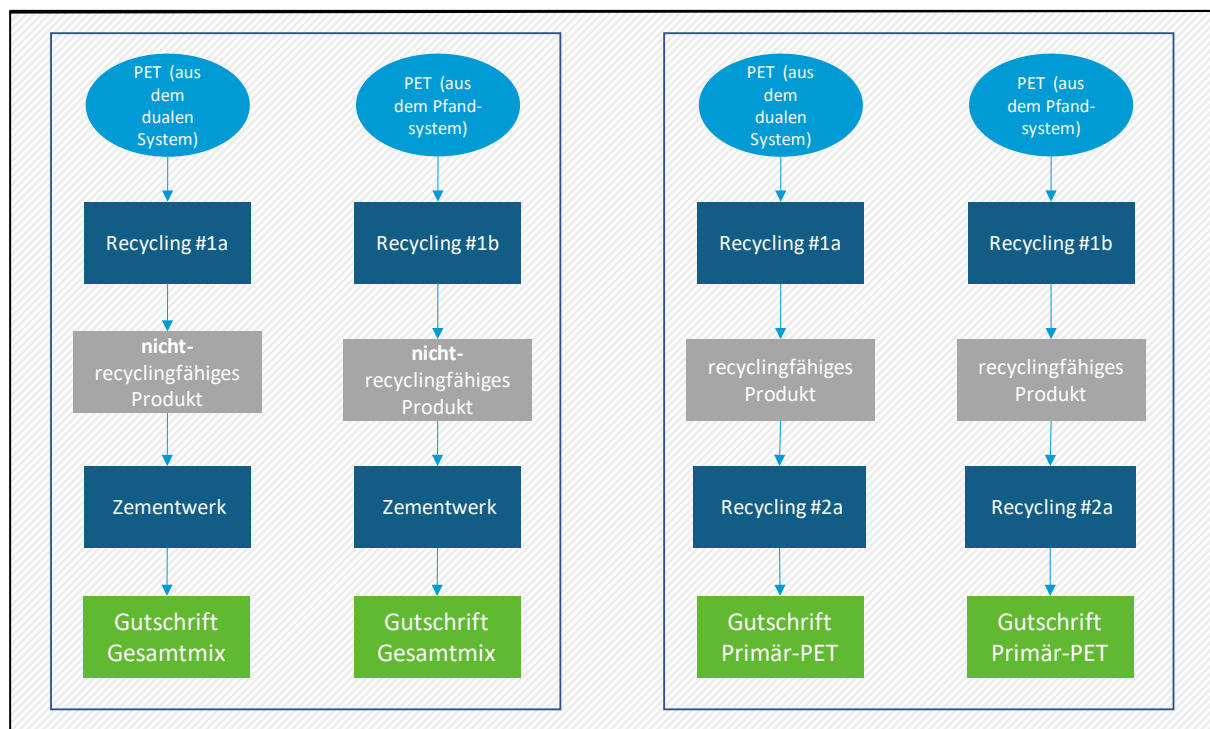 PET (aus
dem
dualen
System)
Recycling #1a
nicht-
recyclingfähiges
Produkt
Zementwerk
Gutschrift
Gesamtmix
PET (aus
dem Pfand-
system)
Recycling #1b
nicht-
recyclingfähiges
Produkt
Zementwerk
Gutschrift
Gesamtmix
PET (aus
dem
dualen
System)
Recycling #1a
recyclingfähiges
Produkt
Recycling #2a
Gutschrift
Primär-PET
PET (aus
dem Pfand-
system)
Recycling #1b
recyclingfähiges
Produkt
Recycling #2a
Gutschrift
Primär-PET